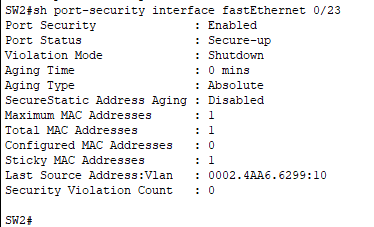 SW2#sh port-security interface fastEthernet 0/23
Port Security : Enabled
Port Status : Secure-up
Violation Mode : Shutdown
Aging Time : 0 mins
Aging Type : Absolute
SecureStatic Address Aging : Disabled
Maximum MAC Addresses : 1
Total MAC Addresses : 1
Configured MAC Addresses : 0
Sticky MAC Addresses : 1
Last Source Address:Vlan : 0002.4AA6.6299:10
Security Violation Count : 0
SW2#